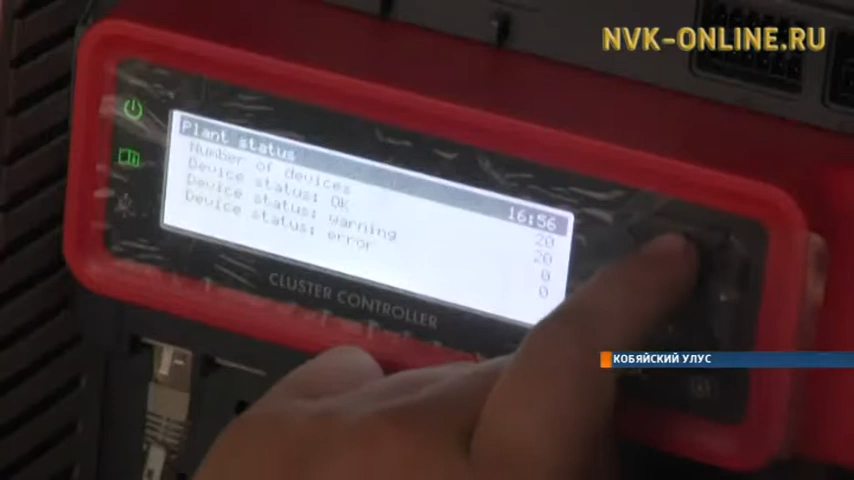 NVK-ONLINE.RU
Plant status 16:56
Number of devices 20
Device status: OK 20
Device status: warning 0
Device status: error 0
CLUSTER CONTROLLER
КОБЯЙСКИЙ УЛУС